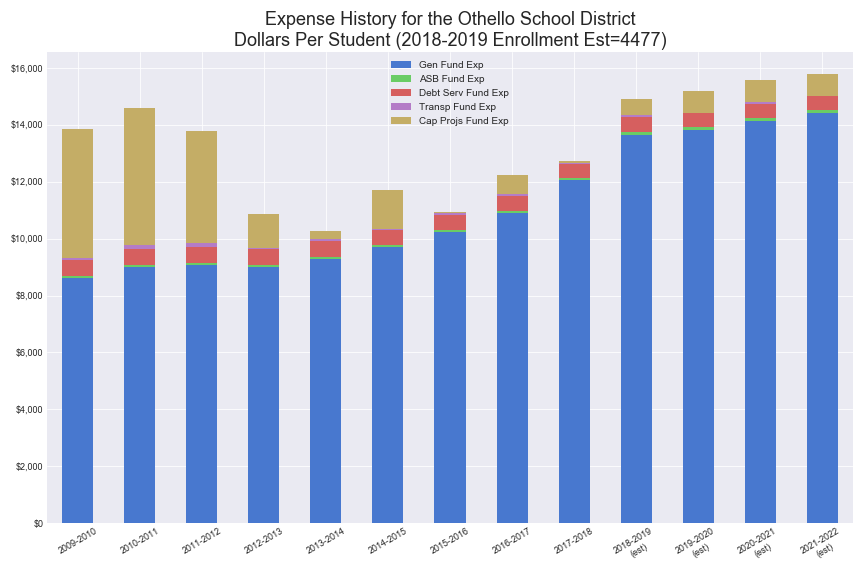 Expense History for the Othello School District
Dollars Per Student (2018-2019 Enrollment Est=4477)
Gen Fund Exp
ASB Fund Exp
Debt Serv Fund Exp
Transp Fund Exp
Cap Projs Fund Exp
$16,000
$14,000
$12,000
$10,000
$8,000
$6,000
$4,000
$2,000
$0
2009-2010
2010-2011
2011-2012
2012-2013
2013-2014
2014-2015
2015-2016
2016-2017
2017-2018
2018-2019
(est)
2019-2020
(est)
2020-2021
(est)
2021-2022
(est)